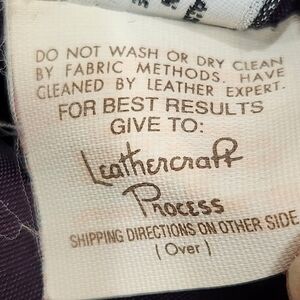 DO NOT WASH OR DRY CLEAN
BY FABRIC METHODS. HAVE
CLEANED BY LEATHER EXPERT.
FOR BEST RESULTS
GIVE TO:
Leathercraft
Process
SHIPPING DIRECTIONS ON OTHER SIDE
(Over)